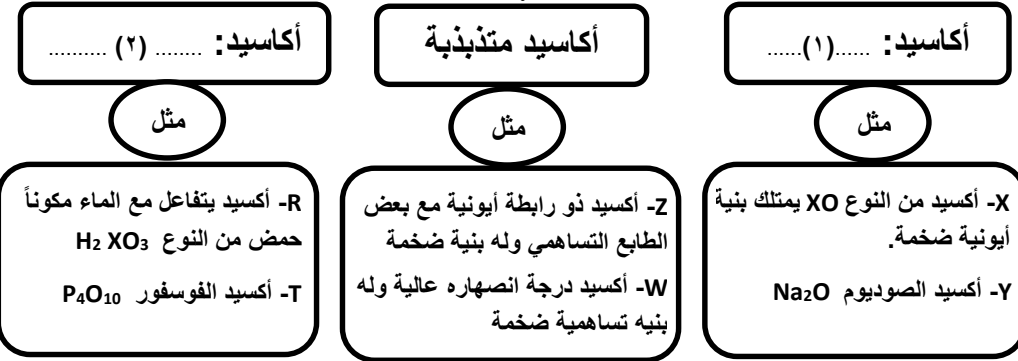 أكاسيد: ......(١)......
أكاسيد متذبذبة
أكاسيد: ........ (٢) ..........
مثل
مثل
مثل
X- أكسيد من النوع XO يمتلك بنية
أيونية ضخمة.
Y- أكسيد الصوديوم Na₂O
Z- أكسيد ذو رابطة أيونية مع بعض
الطابع التساهمي وله بنية ضخمة
W- أكسيد درجة انصهاره عالية وله
بنيه تساهمية ضخمة
R- أكسيد يتفاعل مع الماء مكوناً
حمض من النوع H₂ XO₃
T- أكسيد الفوسفور P₄O₁₀